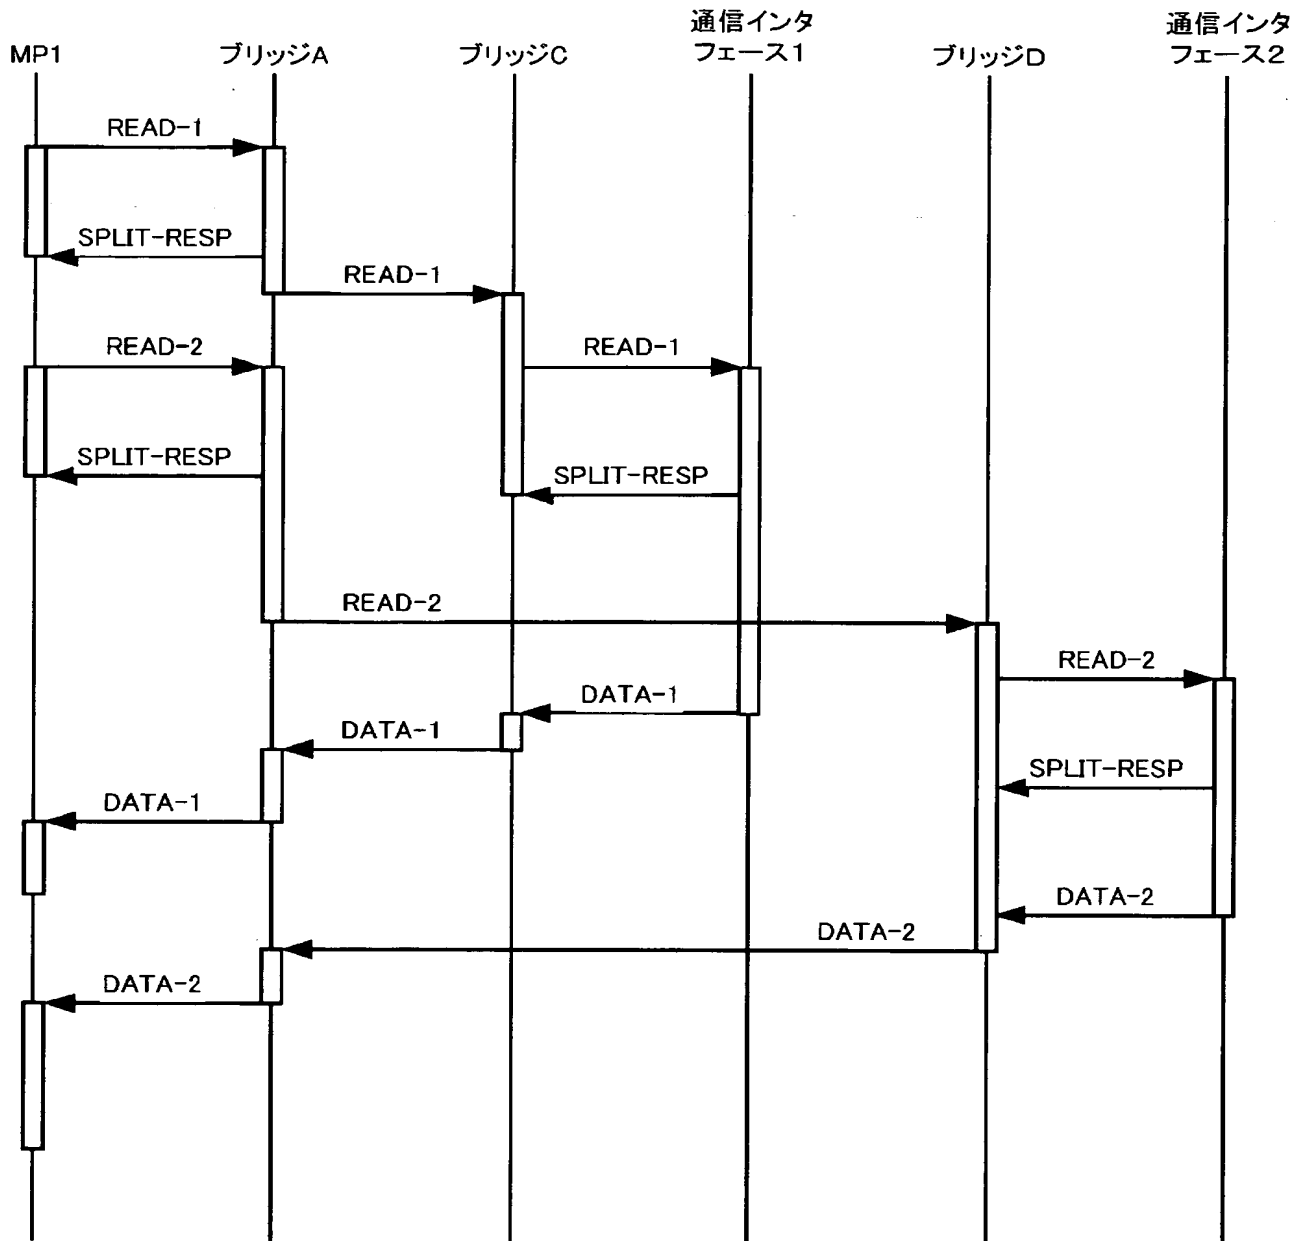 MP1
ブリッジA
ブリッジC
通信インタ
フェース1
ブリッジD
通信インタ
フェース2
READ-1
SPLIT-RESP
READ-1
READ-2
READ-1
SPLIT-RESP
SPLIT-RESP
READ-2
READ-2
DATA-1
DATA-1
SPLIT-RESP
DATA-1
DATA-2
DATA-2
DATA-2